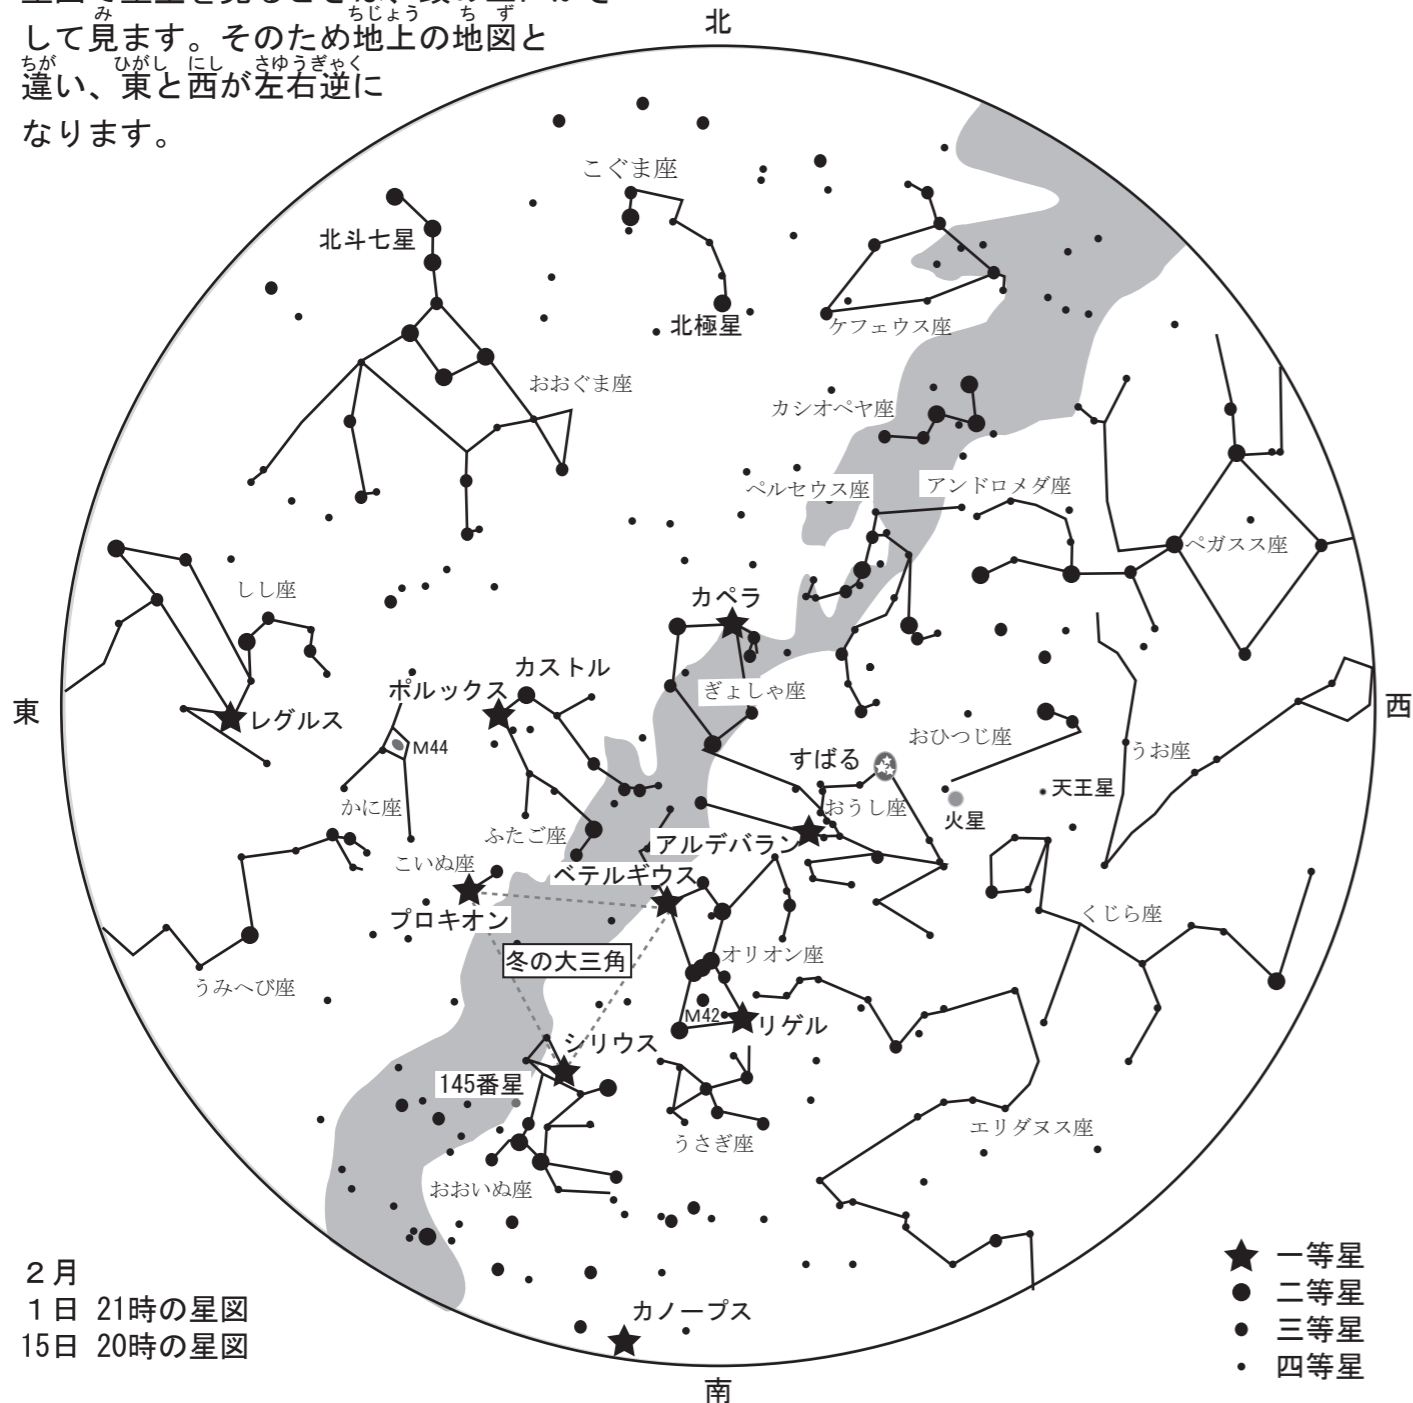 して見ます。そのため地上の地図と
違い、東と西が左右逆に
なります。
北
こぐま座
北斗七星
北極星
ケフェウス座
おおぐま座
カシオペヤ座
ペルセウス座
アンドロメダ座
ペガスス座
しし座
カペラ
カストル
ポルックス
ぎょしゃ座
東
レグルス
M44
西
おひつじ座
うお座
すばる
天王星
かに座
ふたご座
おうし座
火星
アルデバラン
こいぬ座
ベテルギウス
プロキオン
くじら座
冬の大三角
オリオン座
うみへび座
M42
リゲル
シリウス
145番星
エリダヌス座
うさぎ座
おおいぬ座
カノープス
南
2月
1日 21時の星図
15日 20時の星図
一等星
二等星
三等星
四等星